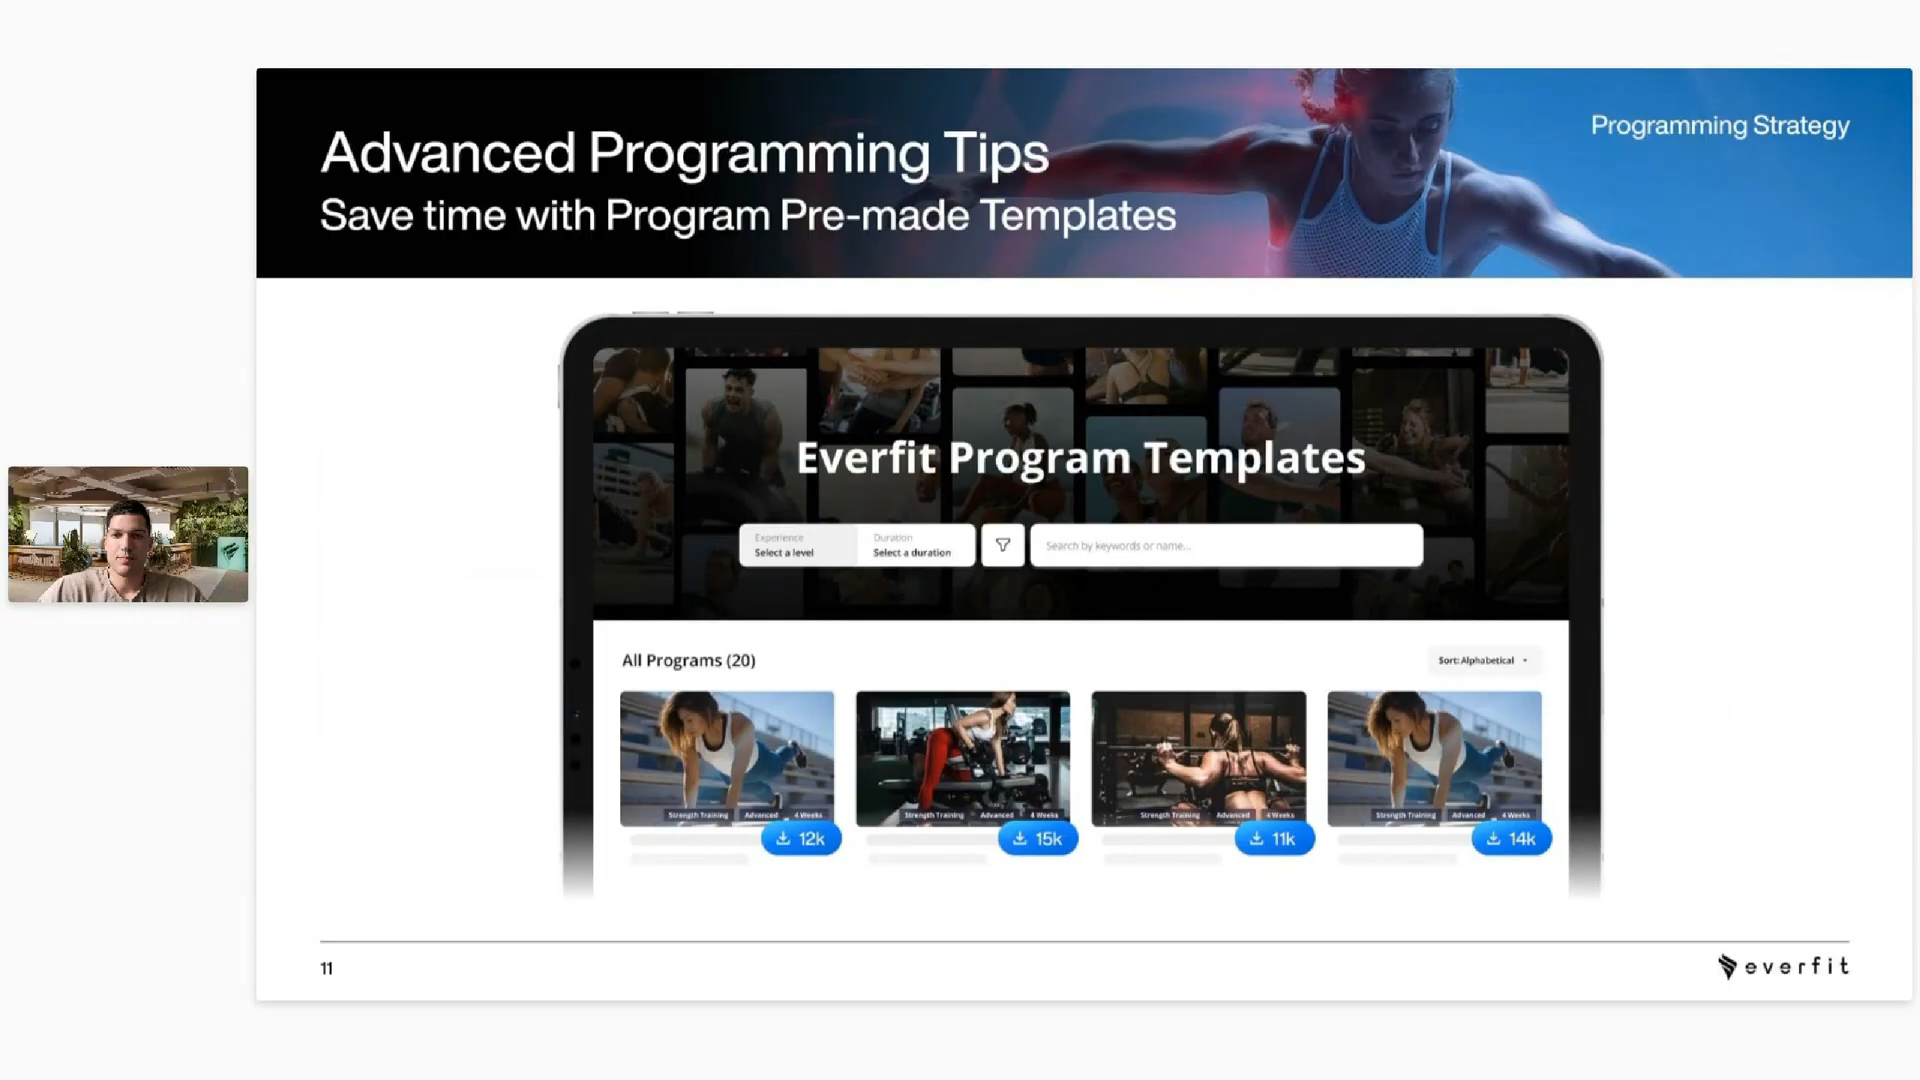 Programming Strategy
Advanced Programming Tips
Save time with Program Pre-made Templates
Everfit Program Templates
Experience
Select a level
Duration
Select a duration
Search by keywords or name...
All Programs (20)
Sort: Alphabetical
Strength Training Advanced 4 Weeks
12k
Strength Training Advanced 4 Weeks
15k
Strength Training Advanced 4 Weeks
11k
Strength Training Advanced 4 Weeks
14k
11
everfit